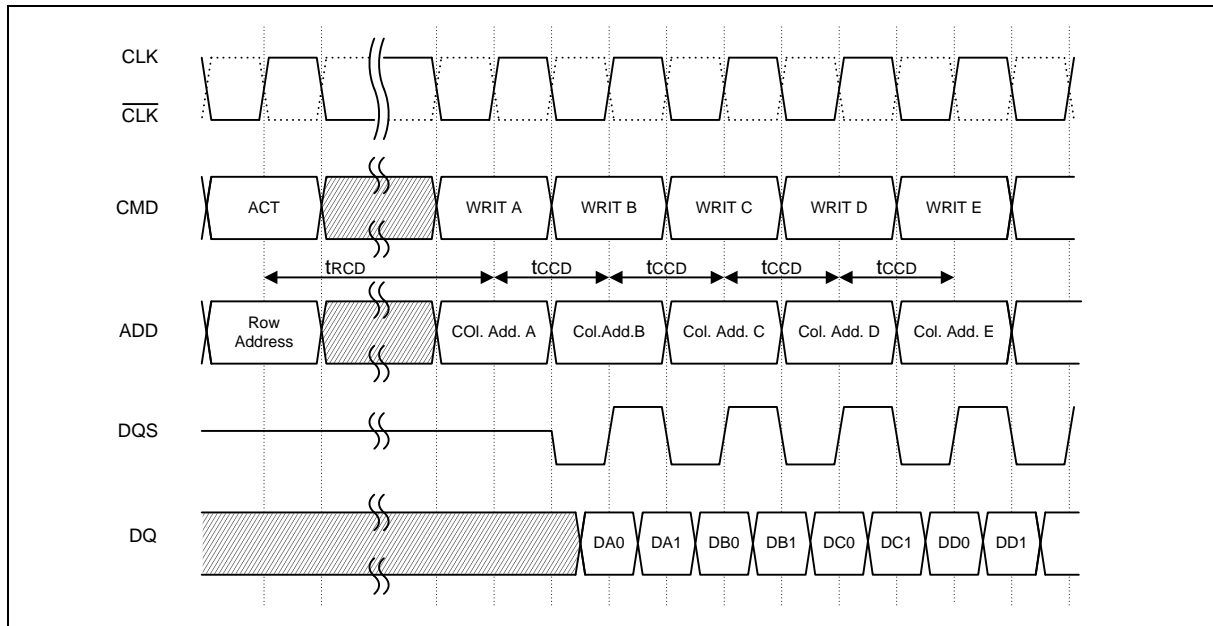 CLK
CLK
CMD
ACT
WRIT A
WRIT B
WRIT C
WRIT D
WRIT E
tRCD
tCCD
tCCD
tCCD
tCCD
ADD
Row
Address
COl. Add. A
Col.Add.B
Col. Add. C
Col. Add. D
Col. Add. E
DQS
DQ
DA0
DA1
DB0
DB1
DC0
DC1
DD0
DD1